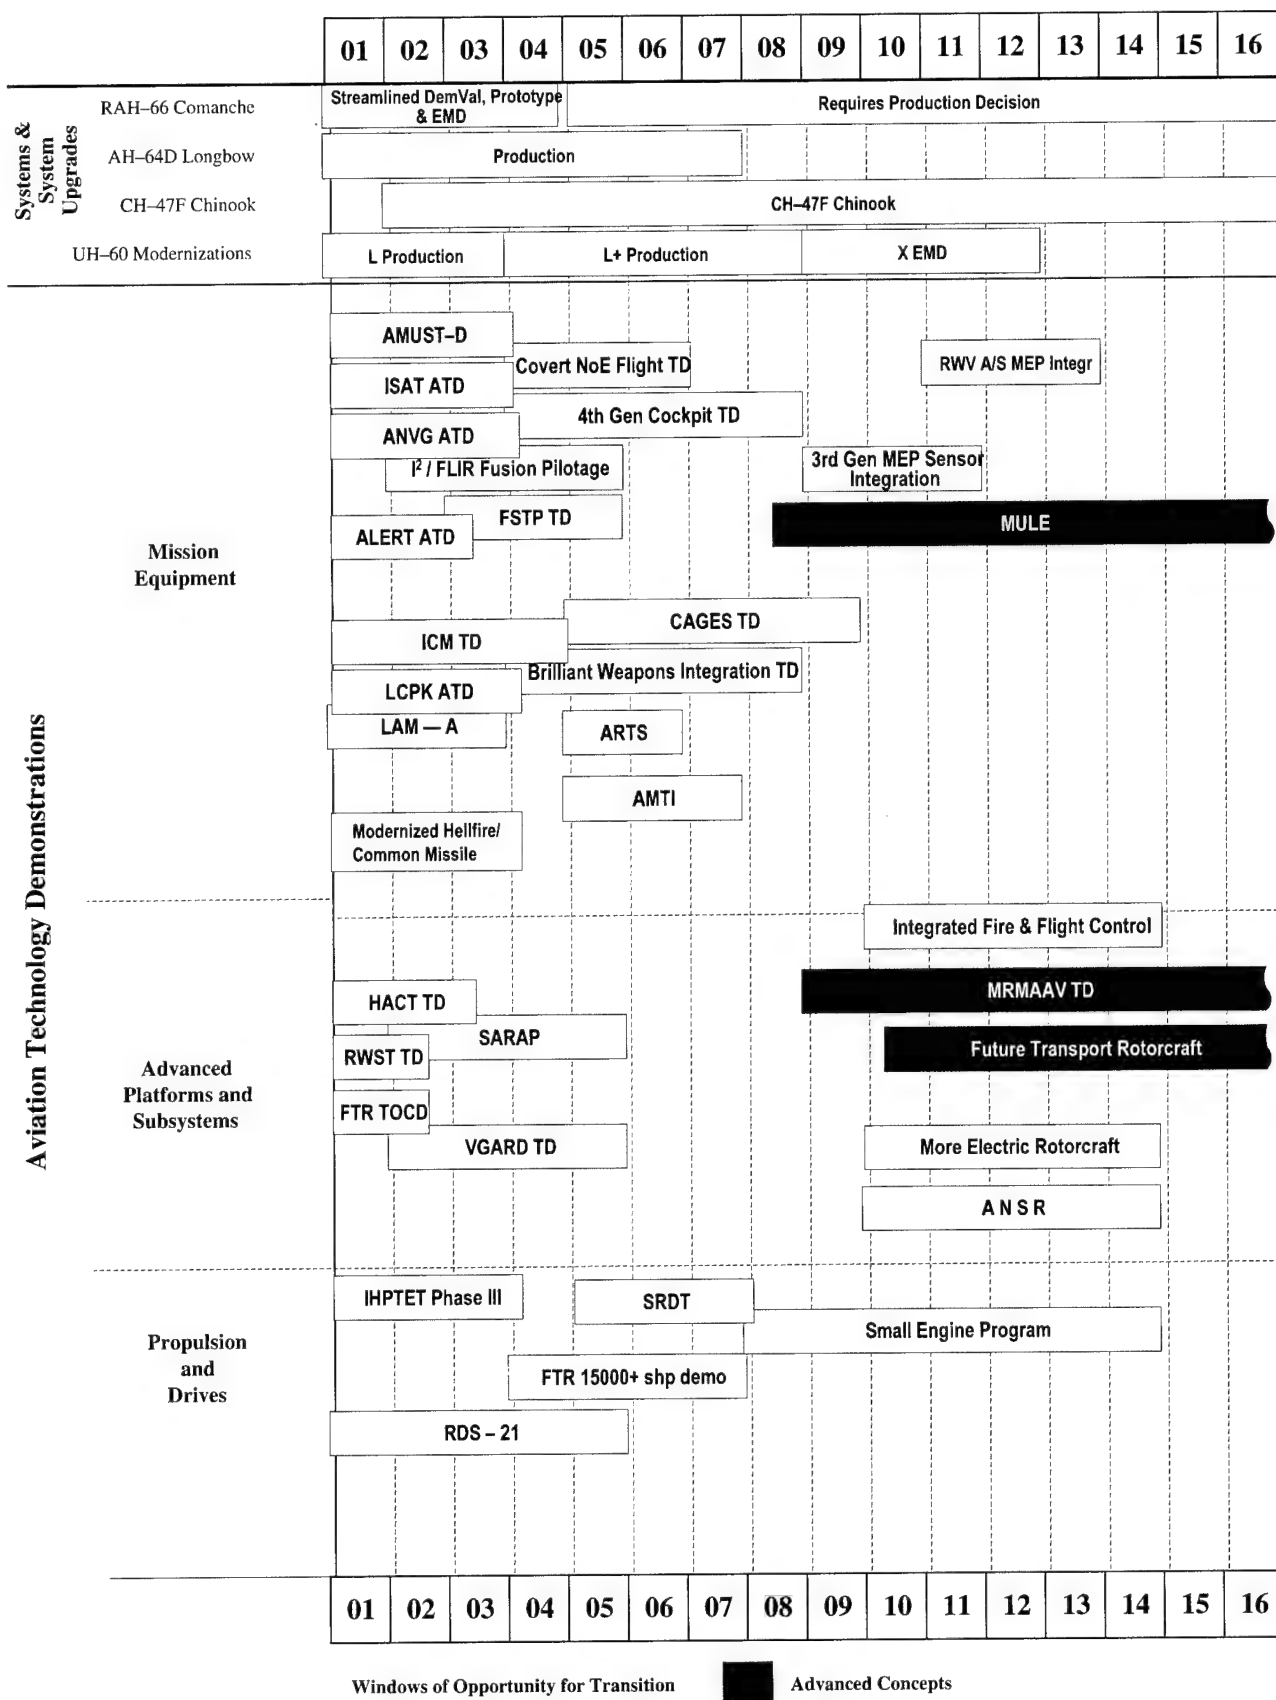 01 02 03 04 05 06 07 08 09 10 11 12 13 14 15 16
Systems &
System
Upgrades
RAH–66 Comanche
Streamlined DemVal, Prototype
& EMD
Requires Production Decision
AH–64D Longbow
Production
CH–47F Chinook
CH–47F Chinook
UH–60 Modernizations
L Production
L+ Production
X EMD
Aviation Technology Demonstrations
Mission
Equipment
AMUST–D
Covert NoE Flight TD
RWV A/S MEP Integr
ISAT ATD
4th Gen Cockpit TD
ANVG ATD
I² / FLIR Fusion Pilotage
3rd Gen MEP Sensor
Integration
FSTP TD
MULE
ALERT ATD
CAGES TD
ICM TD
Brilliant Weapons Integration TD
LCPK ATD
LAM — A
ARTS
AMTI
Modernized Hellfire/
Common Missile
Advanced
Platforms and
Subsystems
Integrated Fire & Flight Control
MRMAAV TD
HACT TD
SARAP
Future Transport Rotorcraft
RWST TD
FTR TOCD
VGARD TD
More Electric Rotorcraft
A N S R
Propulsion
and
Drives
IHPTET Phase III
SRDT
Small Engine Program
FTR 15000+ shp demo
RDS – 21
01 02 03 04 05 06 07 08 09 10 11 12 13 14 15 16
Windows of Opportunity for Transition
Advanced Concepts